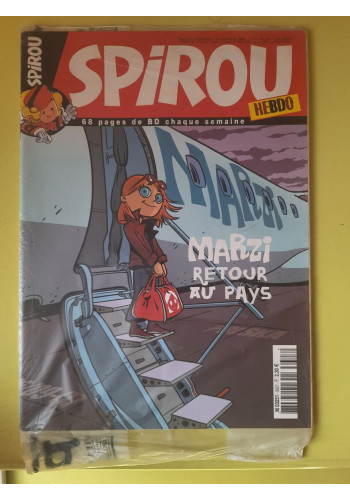 SPIROU
SPIROU
HEBDO
68 pages de BD chaque semaine
MARZI
MARZI
RETOUR
AU PAYS